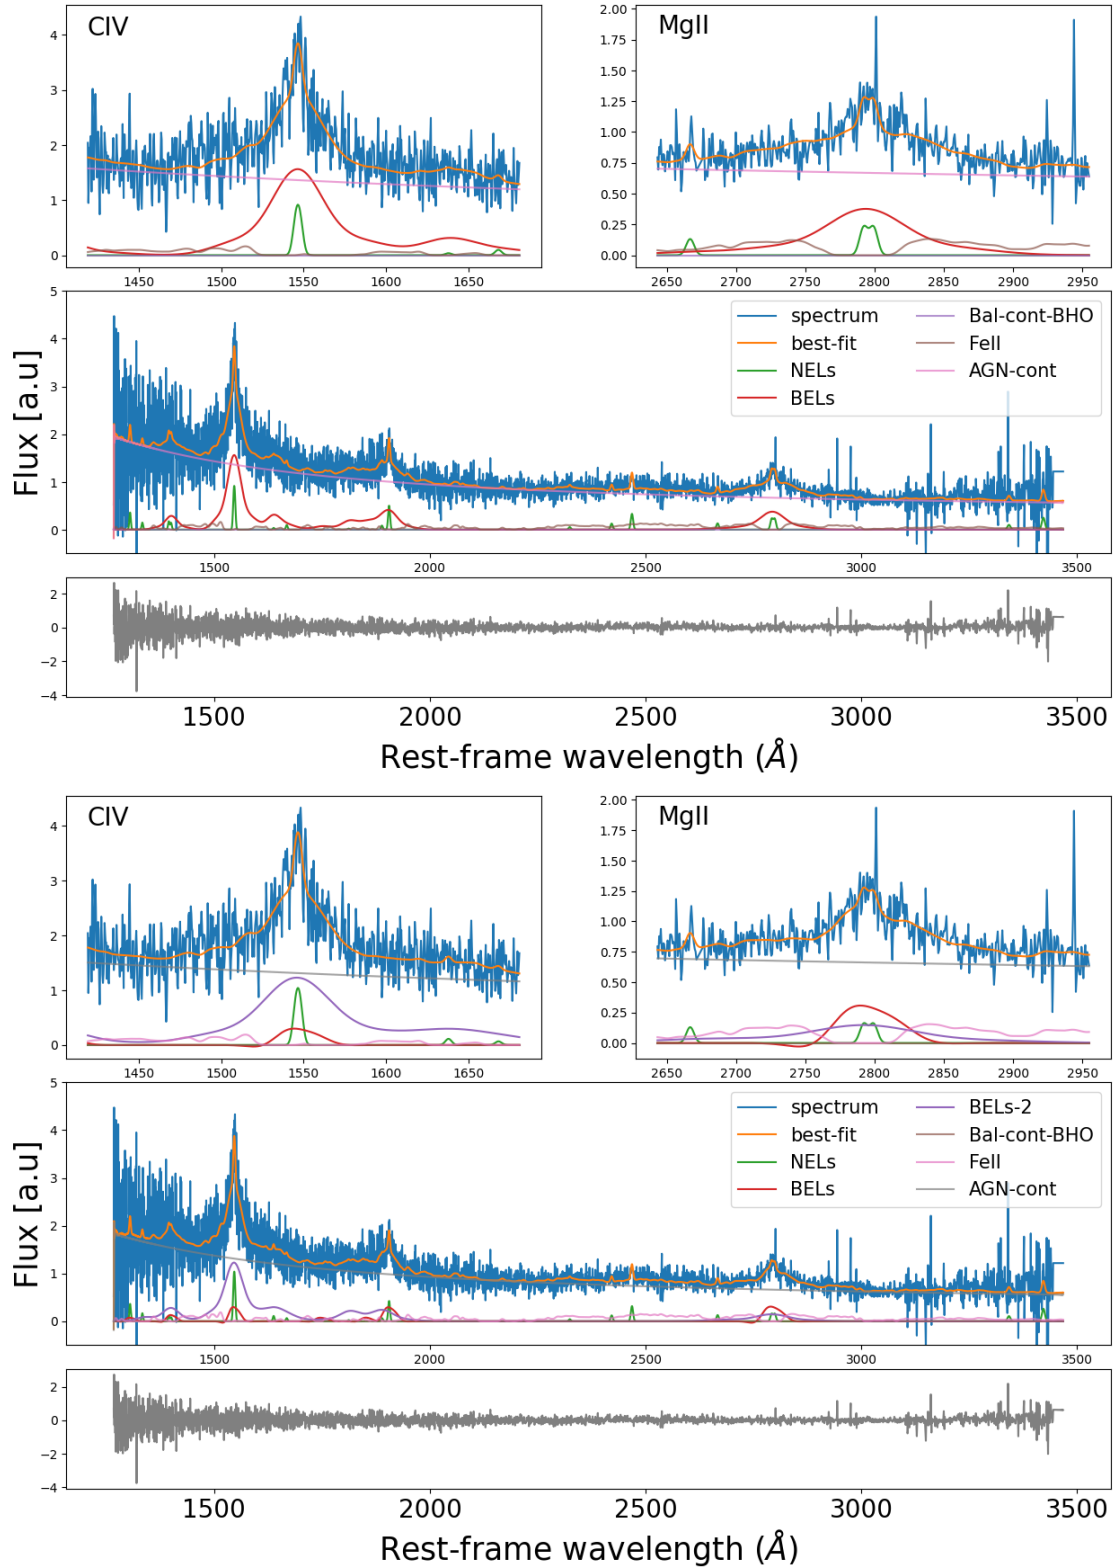 CIV
MgII
4
3
2
1
0
2.00
1.75
1.50
1.25
1.00
0.75
0.50
0.25
0.00
1450 1500 1550 1600 1650
2700 2750 2800 2850 2900 2950
5
4
3
2
1
0
Flux [a.u]
spectrum
best-fit
NELs
BELs
Bal-cont-BHO
FeII
AGN-cont
1500 2000 2500 3000 3500
2
0
−2
−4
1500 2000 2500 3000 3500
Rest-frame wavelength (Å)
CIV
MgII
4
3
2
1
0
2.00
1.75
1.50
1.25
1.00
0.75
0.50
0.25
0.00
1450 1500 1550 1600 1650
2700 2750 2800 2850 2900 2950
5
4
3
2
1
0
Flux [a.u]
spectrum
best-fit
NELs
BELs
BELs-2
Bal-cont-BHO
FeII
AGN-cont
1500 2000 2500 3000 3500
2
0
−2
−4
1500 2000 2500 3000 3500
Rest-frame wavelength (Å)